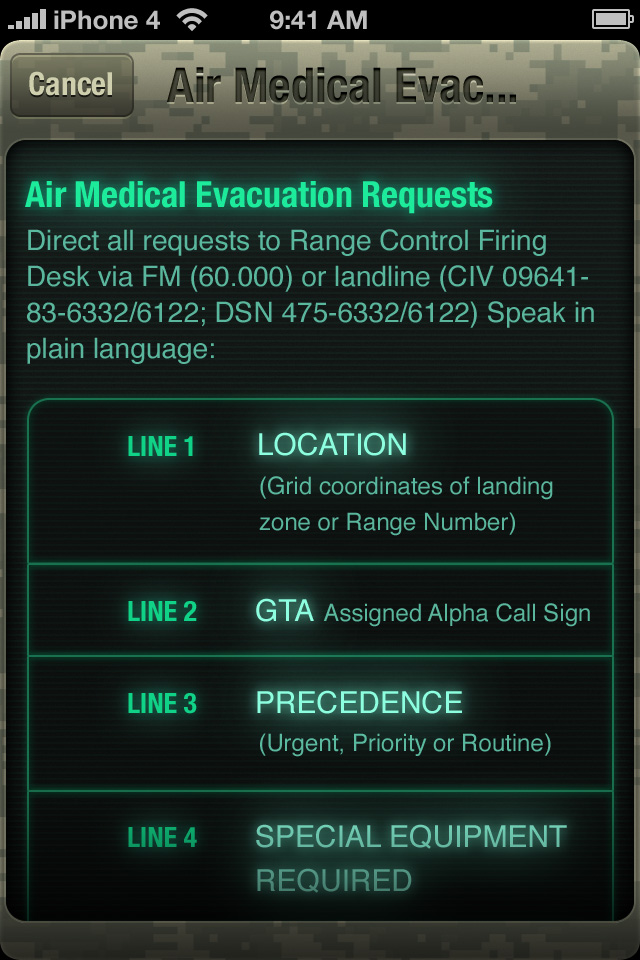 iPhone 4 9:41 AM
Cancel Air Medical Evac...
Air Medical Evacuation Requests
Direct all requests to Range Control Firing
Desk via FM (60.000) or landline (CIV 09641-
83-6332/6122; DSN 475-6332/6122) Speak in
plain language:
LINE 1 LOCATION
(Grid coordinates of landing
zone or Range Number)
LINE 2 GTA Assigned Alpha Call Sign
LINE 3 PRECEDENCE
(Urgent, Priority or Routine)
LINE 4 SPECIAL EQUIPMENT
REQUIRED